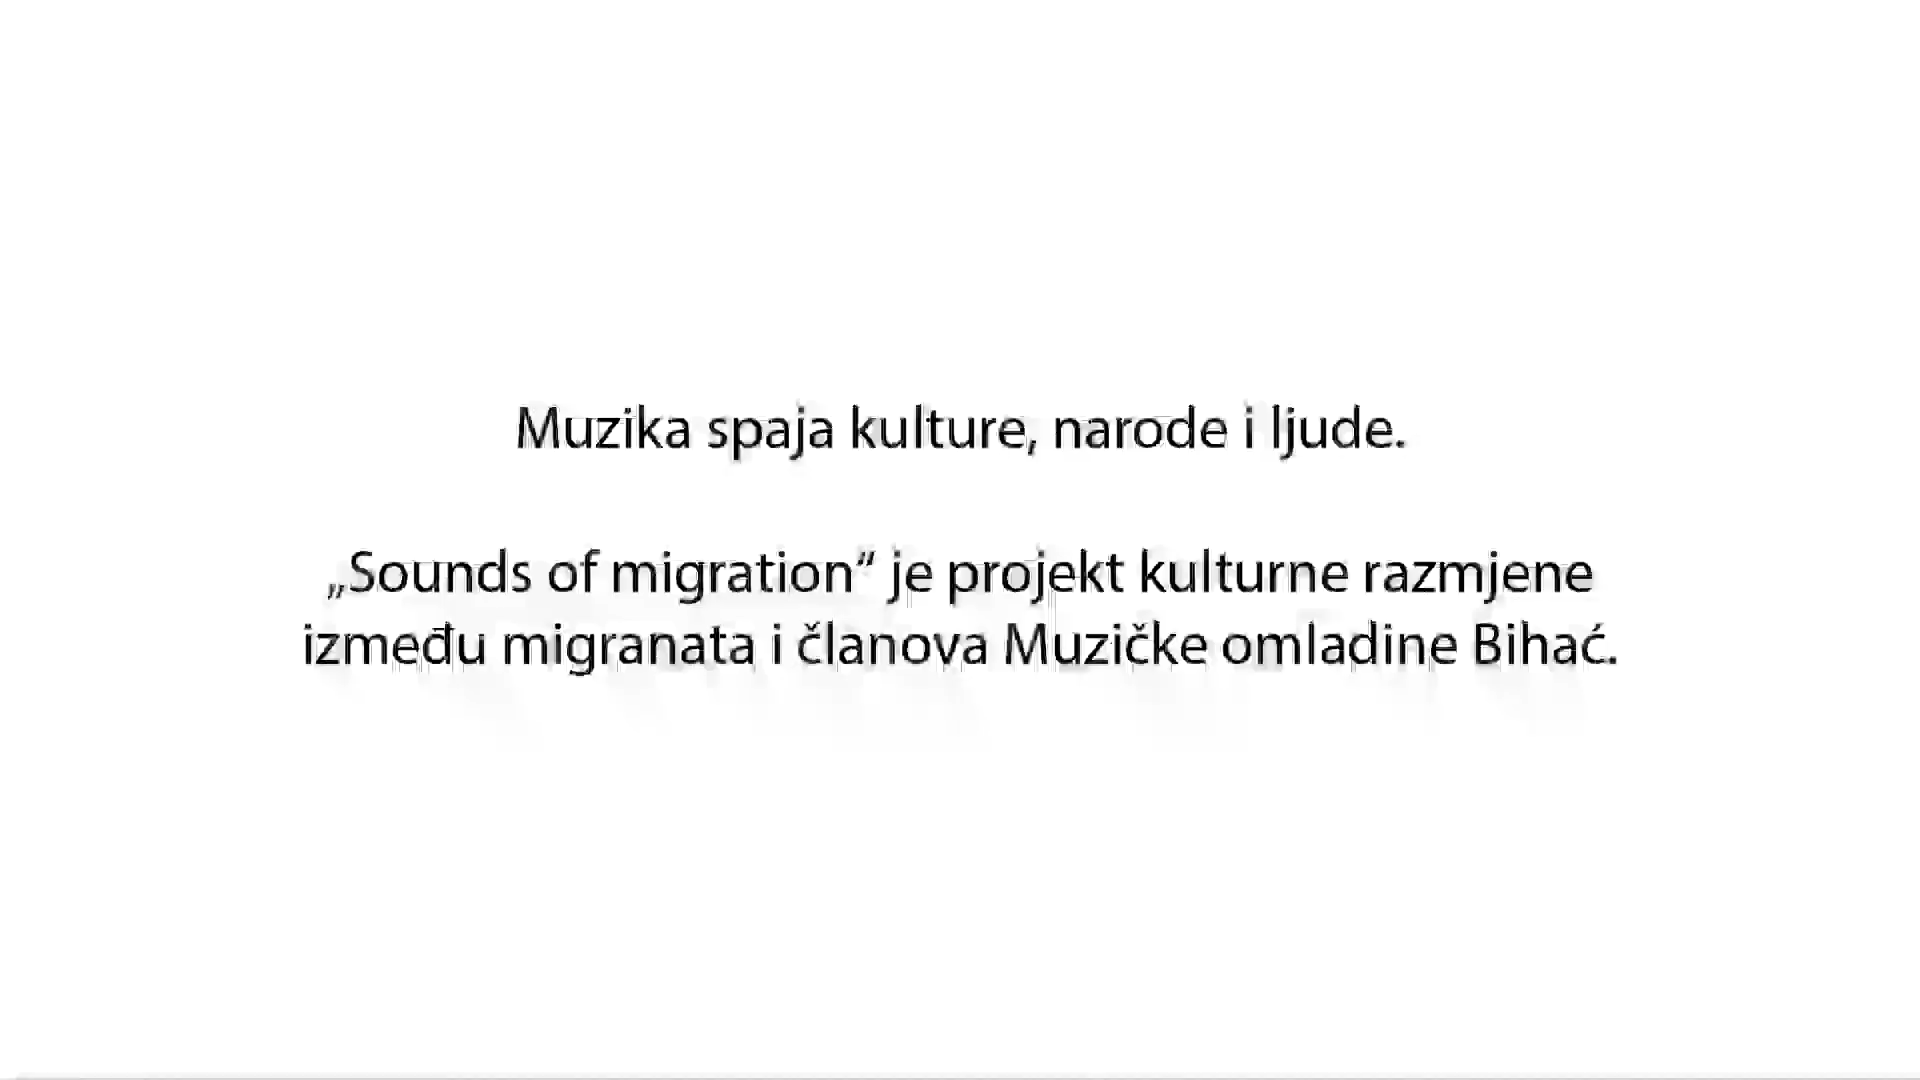 Muzika spaja kulture, narode i ljude.
„Sounds of migration“ je projekt kulturne razmjene
između migranata i članova Muzičke omladine Bihać.